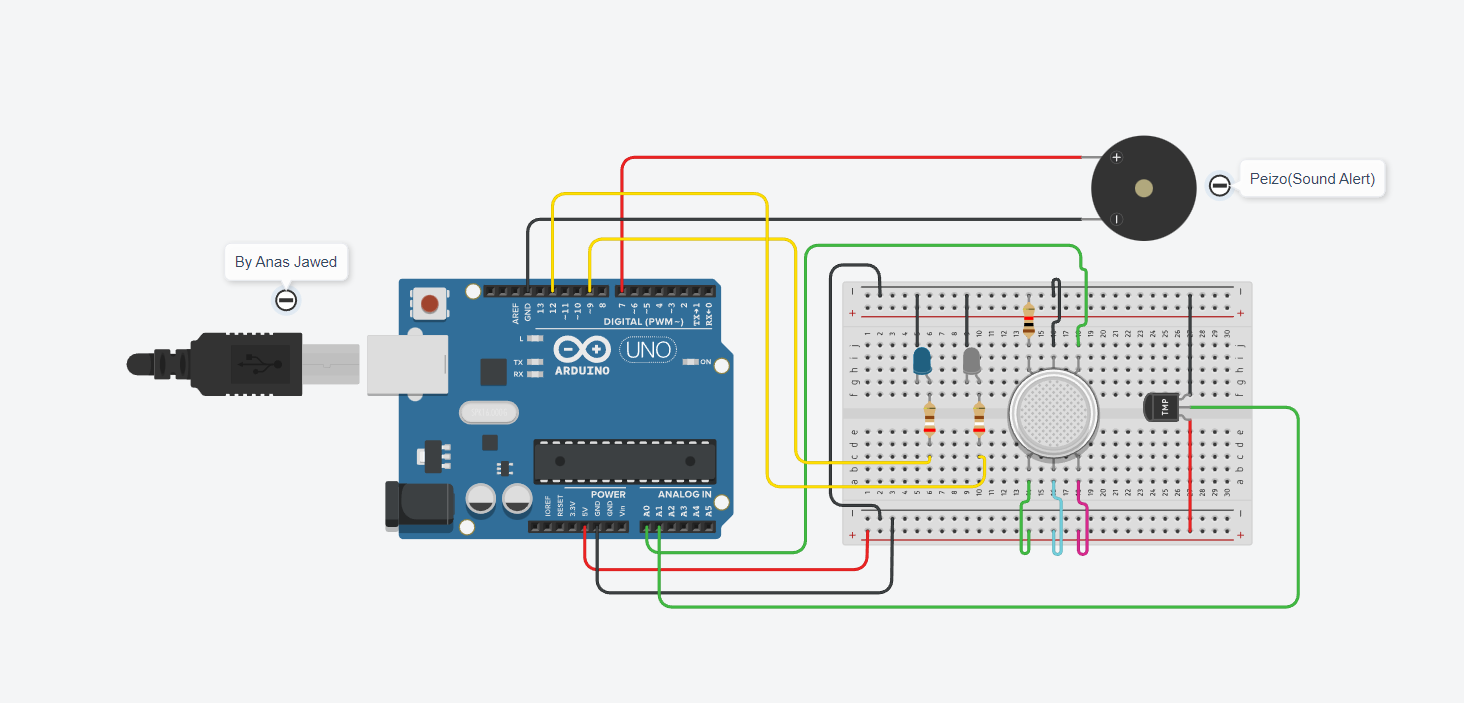 Peizo(Sound Alert)
By Anas Jawed
AREF
GND
13
12
~11
~10
~9
8
7
~6
~5
4
~3
2
TX→1
RX←0
DIGITAL (PWM~)
L
TX
RX
ARDUINO
UNO
ON
POWER
ANALOG IN
IOREF
RESET
3.3V
5V
GND
GND
Vin
A0
A1
A2
A3
A4
A5
TMP